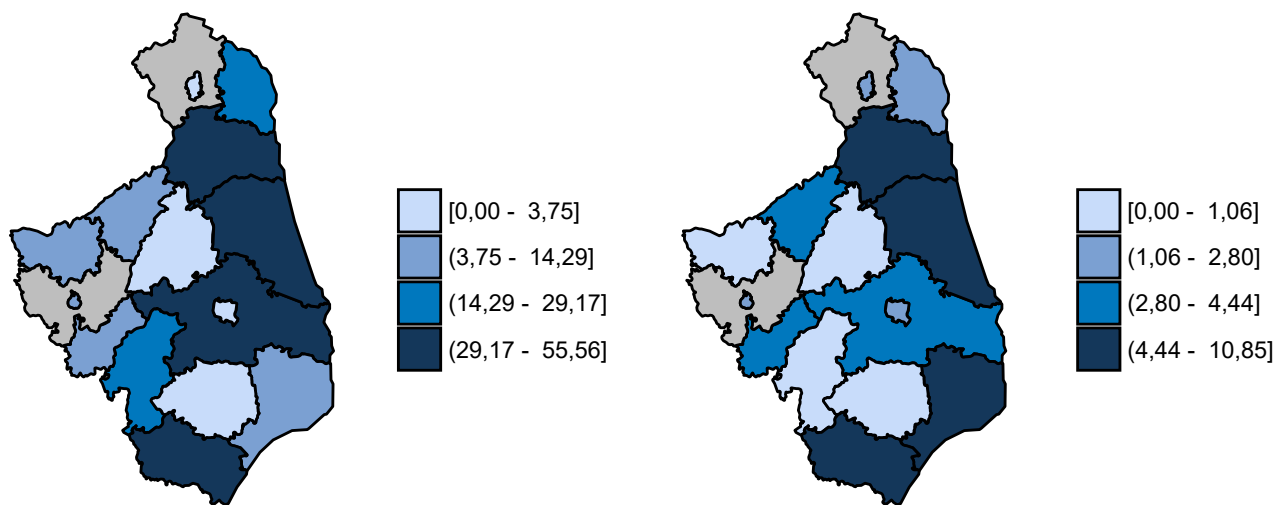 [0,00 - 3,75]
(3,75 - 14,29]
(14,29 - 29,17]
(29,17 - 55,56]
[0,00 - 1,06]
(1,06 - 2,80]
(2,80 - 4,44]
(4,44 - 10,85]